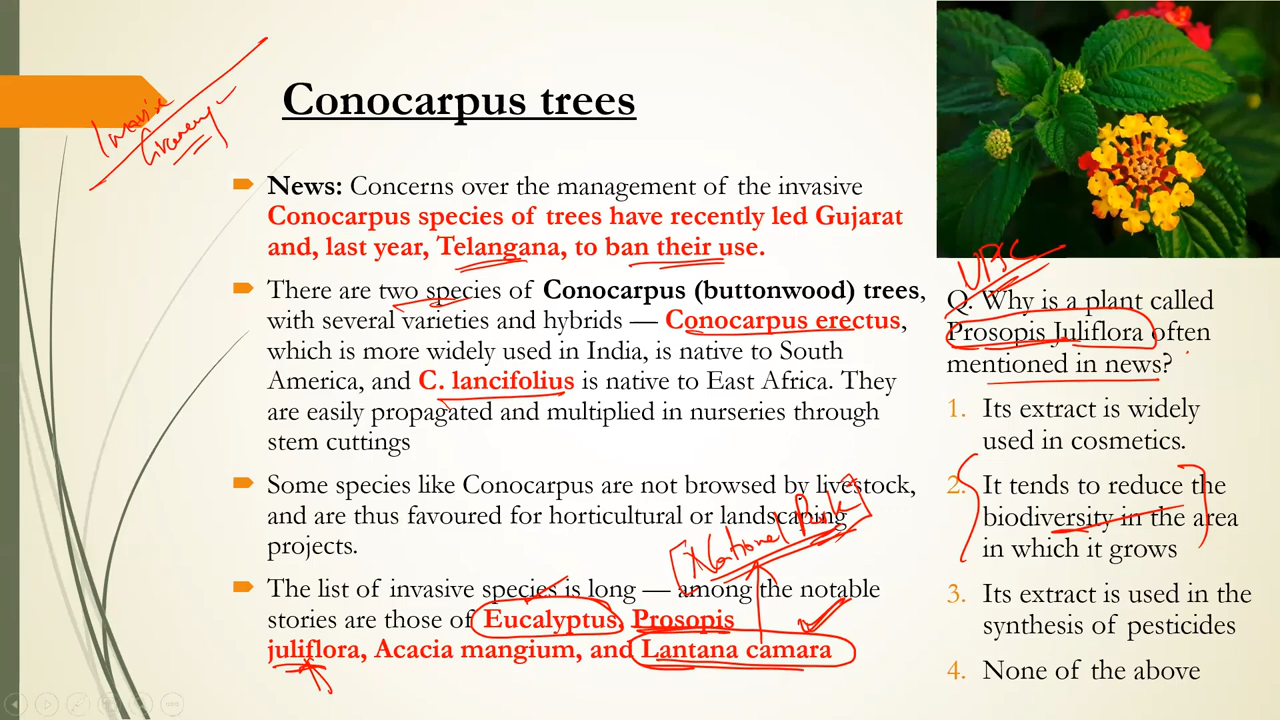 Invasive
Greenery
Conocarpus trees
News: Concerns over the management of the invasive
Conocarpus species of trees have recently led Gujarat
and, last year, Telangana, to ban their use.
There are two species of Conocarpus (buttonwood) trees,
with several varieties and hybrids — Conocarpus erectus,
which is more widely used in India, is native to South
America, and C. lancifolius is native to East Africa. They
are easily propagated and multiplied in nurseries through
stem cuttings
Some species like Conocarpus are not browsed by livestock,
and are thus favoured for horticultural or landscaping
projects.
National Park
The list of invasive species is long — among the notable
stories are those of Eucalyptus, Prosopis
juliflora, Acacia mangium, and Lantana camara
UPSC
Q. Why is a plant called
Prosopis Juliflora often
mentioned in news?
1. Its extract is widely
used in cosmetics.
2. It tends to reduce the
biodiversity in the area
in which it grows
3. Its extract is used in the
synthesis of pesticides
4. None of the above